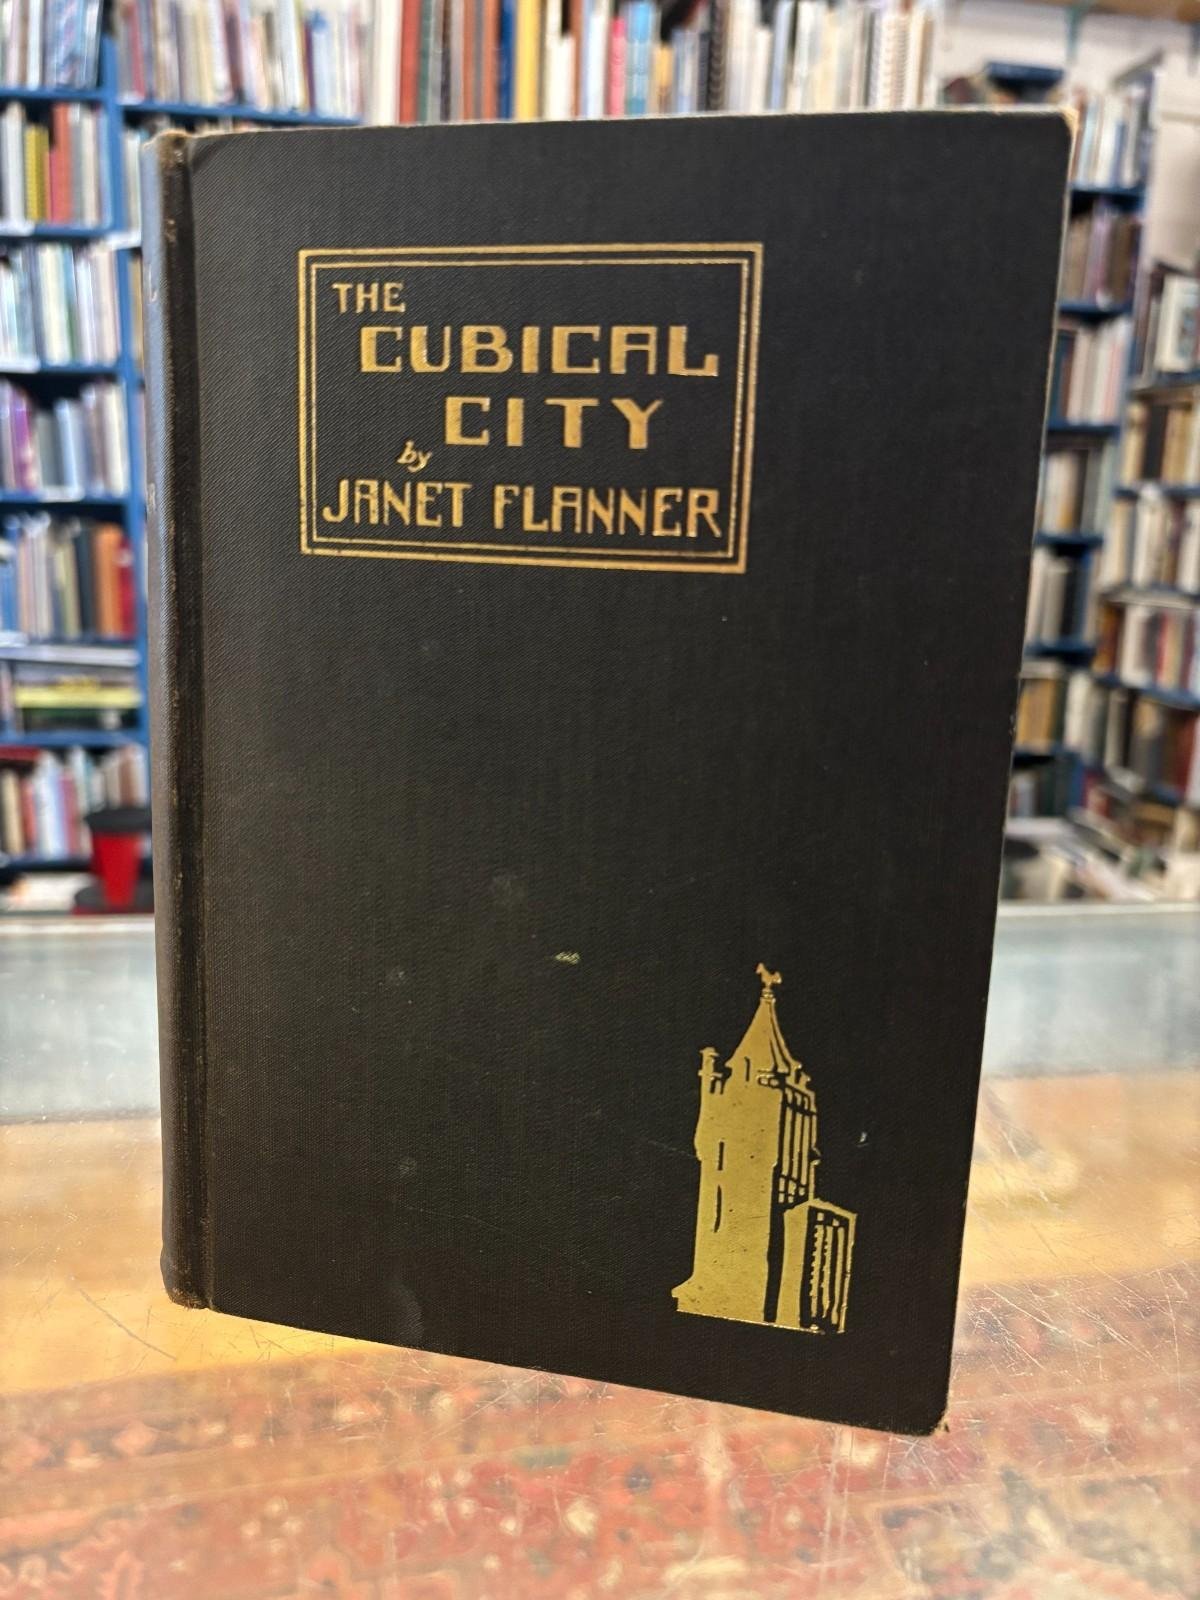 THE
CUBICAL
CITY
by
JANET FLANNER